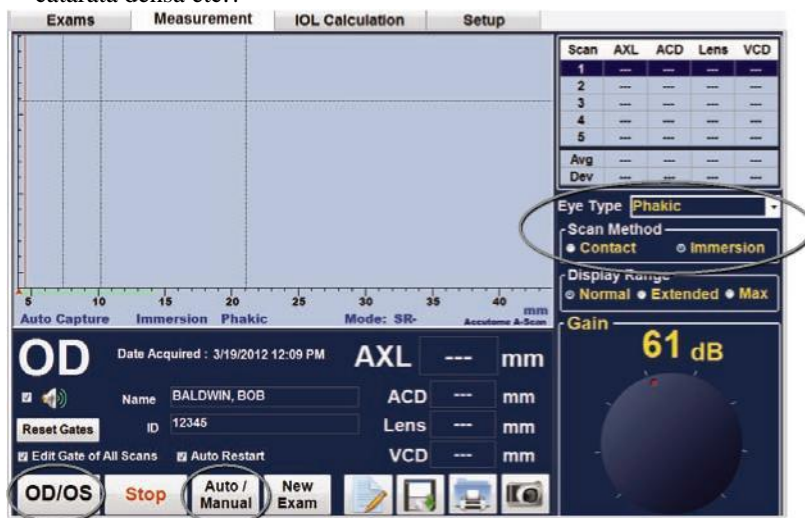 catarata densa etc..
Exams Measurement IOL Calculation Setup
Scan AXL ACD Lens VCD
1 --- --- --- ---
2 --- --- --- ---
3 --- --- --- ---
4 --- --- --- ---
5 --- --- --- ---
Avg --- --- --- ---
Dev --- --- --- ---
Eye Type Phakic
Scan Method
Contact Immersion
Display Range
Normal Extended Max
Gain
61 dB
5 10 15 20 25 30 35 40 mm
Auto Capture Immersion Phakic Mode: SR- Accutome A-Scan
OD Date Acquired : 3/19/2012 12:09 PM AXL --- mm
Name BALDWIN, BOB ACD --- mm
Reset Gates ID 12345 Lens --- mm
Edit Gate of All Scans Auto Restart VCD --- mm
OD/OS Stop Auto / Manual New Exam